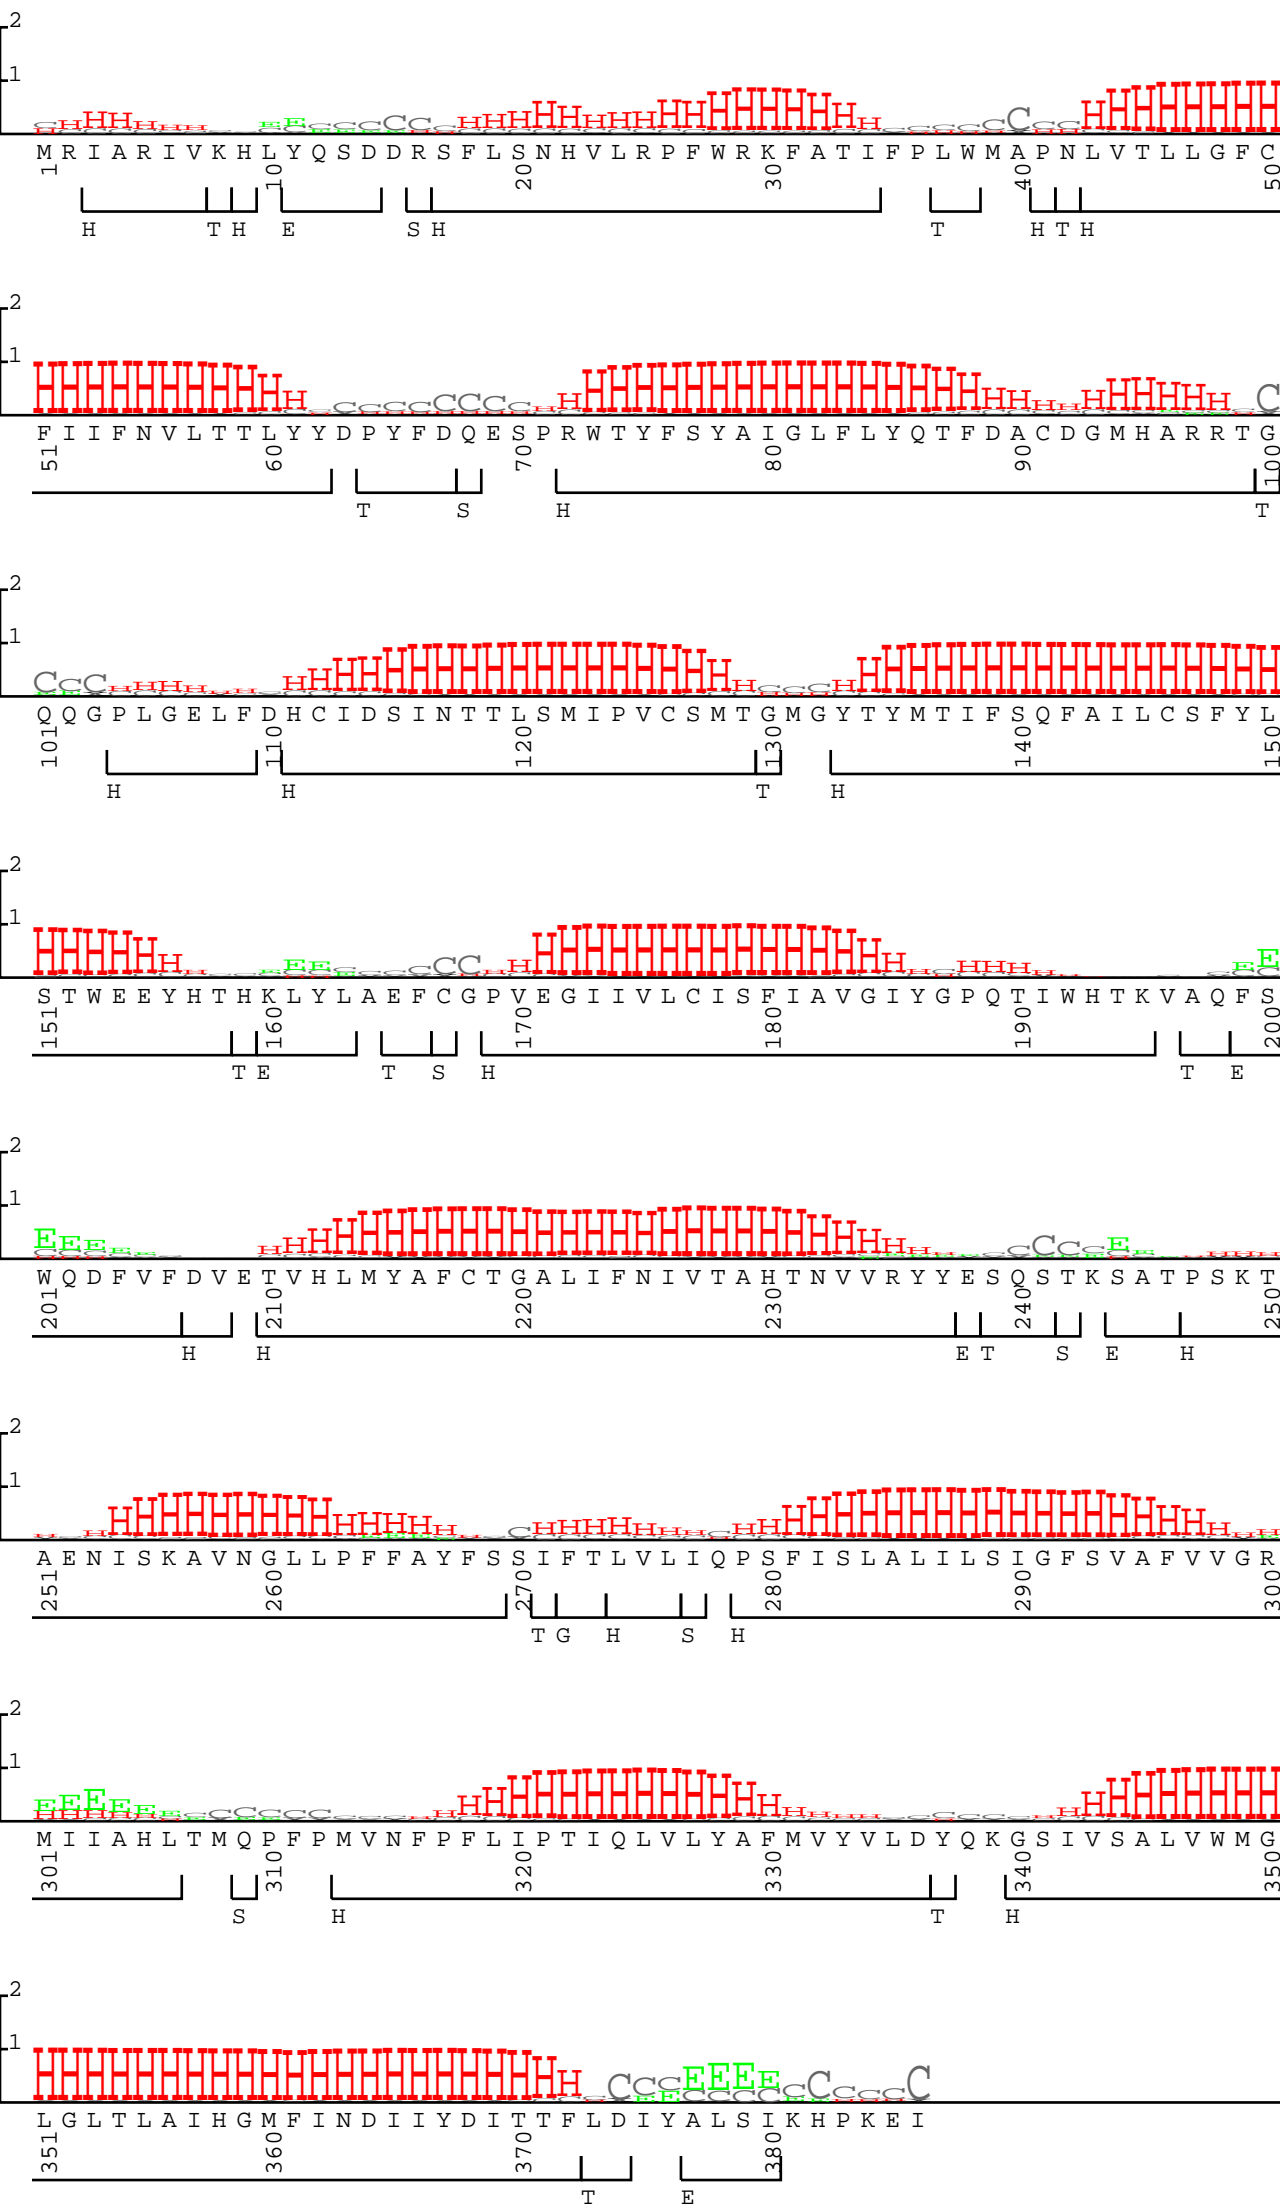 2
1
M R I A R I V K H L Y Q S D D R S F L S N H V L R P F W R K F A T I F P L W M A P N L V T L L G F C
1 10 20 30 40 50
H T H E S H T H T H
2
1
F I I F N V L T T L Y Y D P Y F D Q E S P R W T Y F S Y A I G L F L Y Q T F D A C D G M H A R R T G
51 60 70 80 90 100
T S H T
2
1
Q Q G P L G E L F D H C I D S I N T T L S M I P V C S M T G M G Y T Y M T I F S Q F A I L C S F Y L
101 110 120 130 140 150
H H T H
2
1
S T W E E Y H T H K L Y L A E F C G P V E G I I V L C I S F I A V G I Y G P Q T I W H T K V A Q F S
151 160 170 180 190 200
T E T S H T E
2
1
W Q D F V F D V E T V H L M Y A F C T G A L I F N I V T A H T N V V R Y Y E S Q S T K S A T P S K T
201 210 220 230 240 250
H H E T S E H
2
1
A E N I S K A V N G L L P F F A Y F S S I F T L V L I Q P S F I S L A L I L S I G F S V A F V V G R
251 260 270 280 290 300
T G H S H
2
1
M I I A H L T M Q P F P M V N F P F L I P T I Q L V L Y A F M V Y V L D Y Q K G S I V S A L V W M G
301 310 320 330 340 350
S H T H
2
1
L G L T L A I H G M F I N D I I Y D I T T F L D I Y A L S I K H P K E I
351 360 370 380
T E